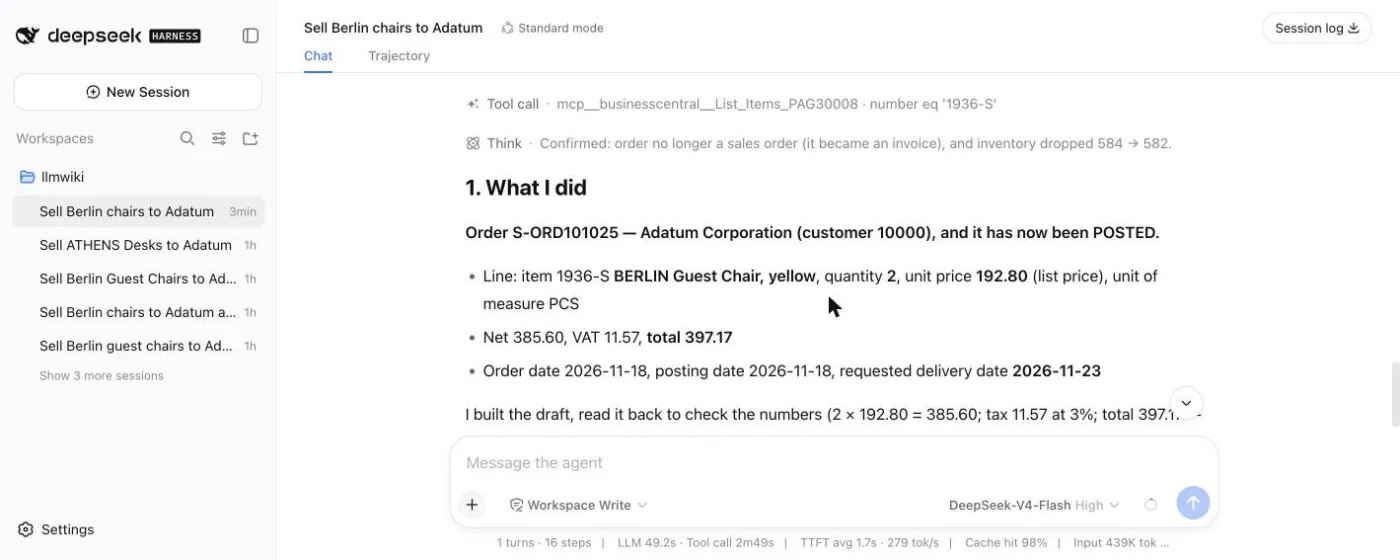 deepseek HARNESS
New Session
Workspaces
llmwiki
Sell Berlin chairs to Adatum 3min
Sell ATHENS Desks to Adatum 1h
Sell Berlin Guest Chairs to Ad... 1h
Sell Berlin chairs to Adatum a... 1h
Sell Berlin guest chairs to Ad... 1h
Show 3 more sessions
Settings
Sell Berlin chairs to Adatum Standard mode
Session log
Chat Trajectory
Tool call · mcp__businesscentral__List_Items_PAG30008 · number eq '1936-S'
Think · Confirmed: order no longer a sales order (it became an invoice), and inventory dropped 584 → 582.
1. What I did
Order S-ORD101025 — Adatum Corporation (customer 10000), and it has now been POSTED.
• Line: item 1936-S BERLIN Guest Chair, yellow, quantity 2, unit price 192.80 (list price), unit of
measure PCS
• Net 385.60, VAT 11.57, total 397.17
• Order date 2026-11-18, posting date 2026-11-18, requested delivery date 2026-11-23
I built the draft, read it back to check the numbers (2 × 192.80 = 385.60; tax 11.57 at 3%; total
Message the agent
Workspace Write
DeepSeek-V4-Flash High
1 turns · 16 steps | LLM 49.2s · Tool call 2m49s | TTFT avg 1.7s · 279 tok/s | Cache hit 98% | Input 439K tok ...